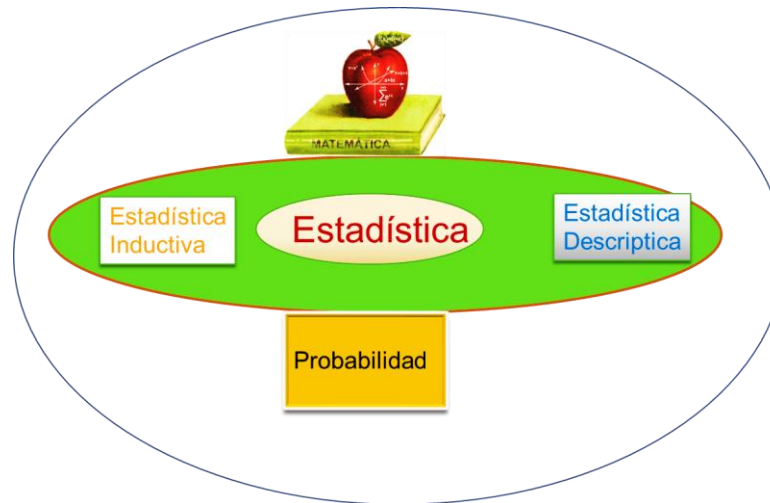 MATEMÁTICA
Estadística
Inductiva
Estadística
Estadística
Descriptica
Probabilidad